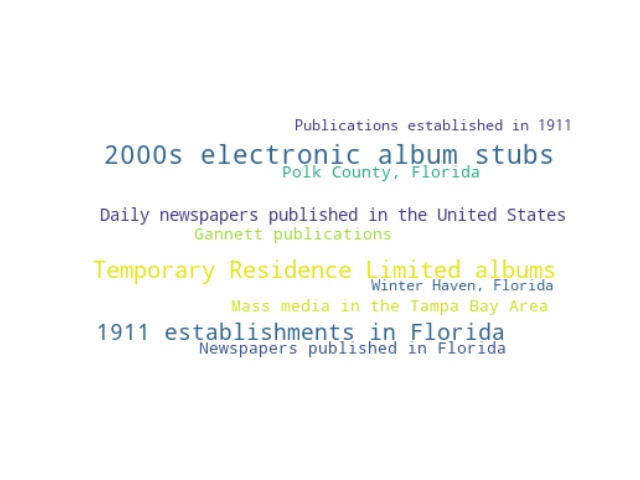 Publications established in 1911
2000s electronic album stubs
Polk County, Florida
Daily newspapers published in the United States
Gannett publications
Temporary Residence Limited albums
Winter Haven, Florida
Mass media in the Tampa Bay Area
1911 establishments in Florida
Newspapers published in Florida